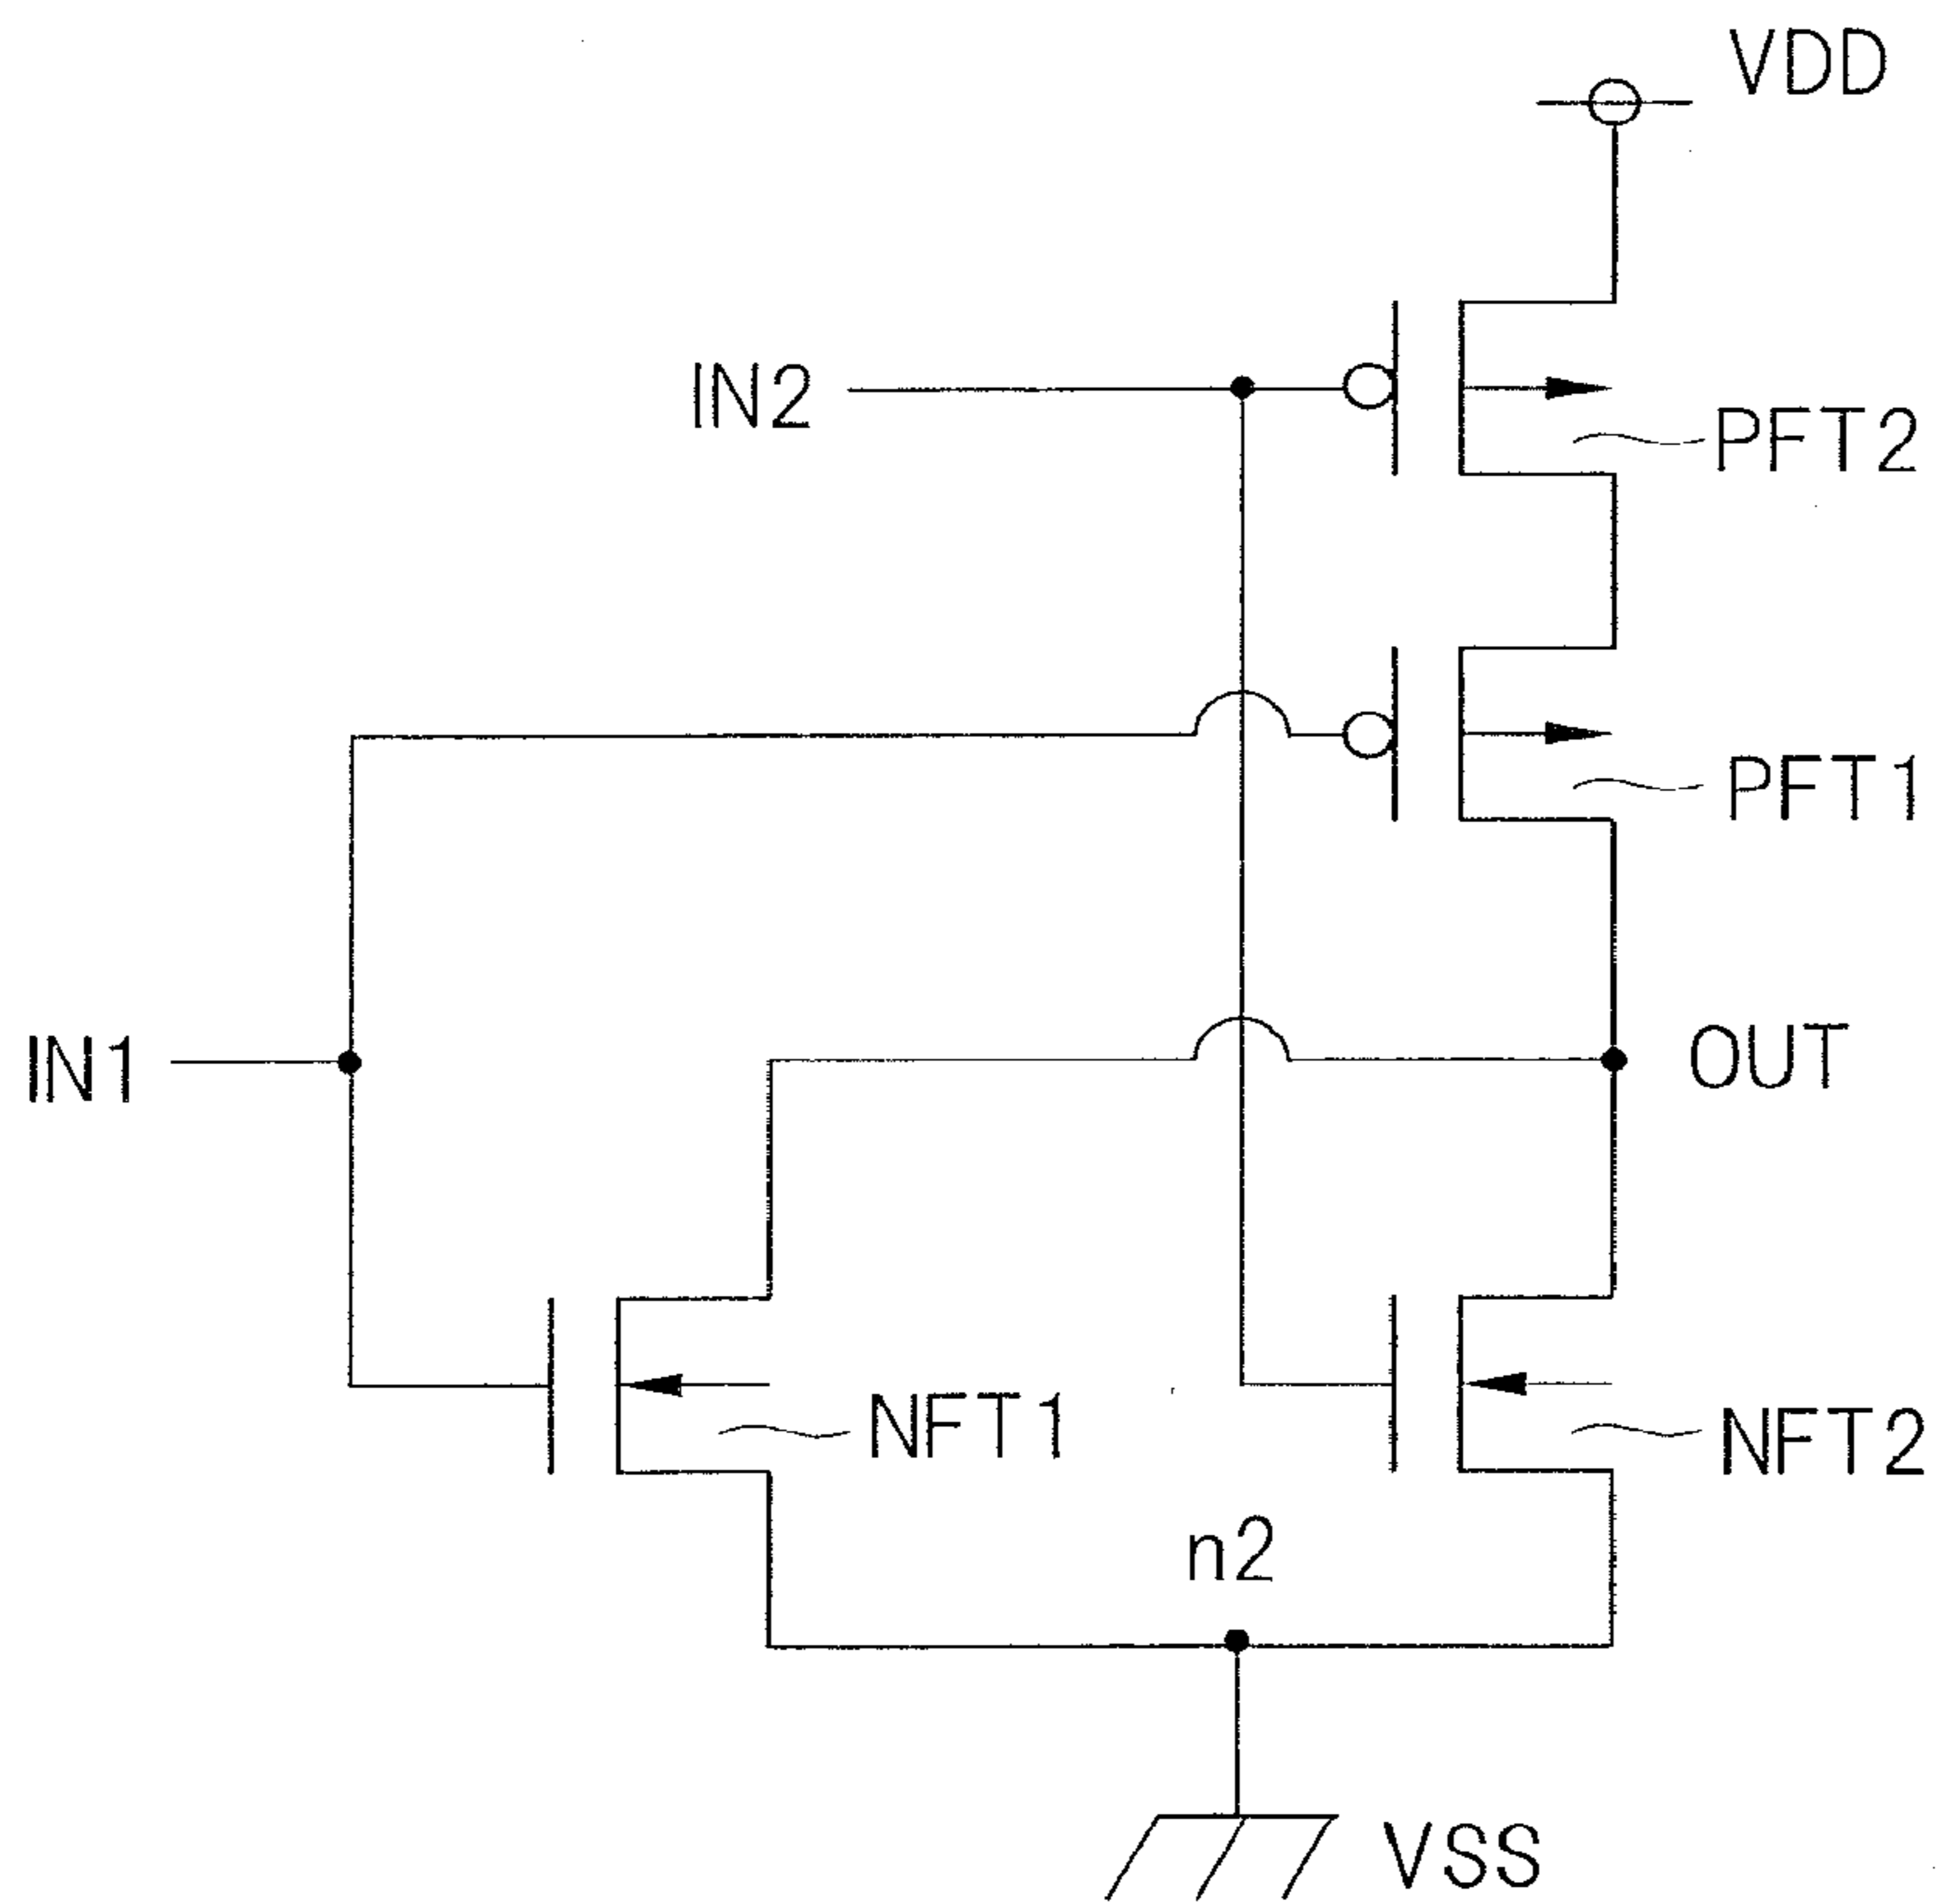 VDD
IN2
PFT2
PFT1
IN1
OUT
NFT1
NFT2
n2
VSS